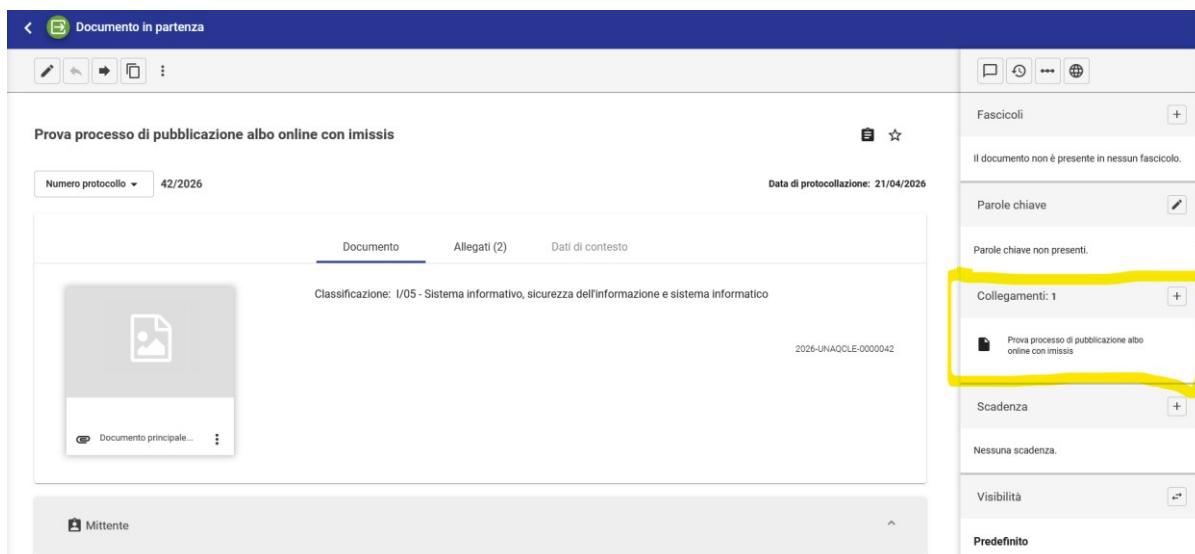 Documento in partenza
Prova processo di pubblicazione albo online con imissis
Numero protocollo
42/2026
Data di protocollazione: 21/04/2026
Documento
Allegati (2)
Dati di contesto
Classificazione: I/05 - Sistema informativo, sicurezza dell'informazione e sistema informatico
2026-UNAQCLE-0000042
Documento principale...
Mittente
Fascicoli
Il documento non è presente in nessun fascicolo.
Parole chiave
Parole chiave non presenti.
Collegamenti: 1
Prova processo di pubblicazione albo
online con imissis
Scadenza
Nessuna scadenza.
Visibilità
Predefinito